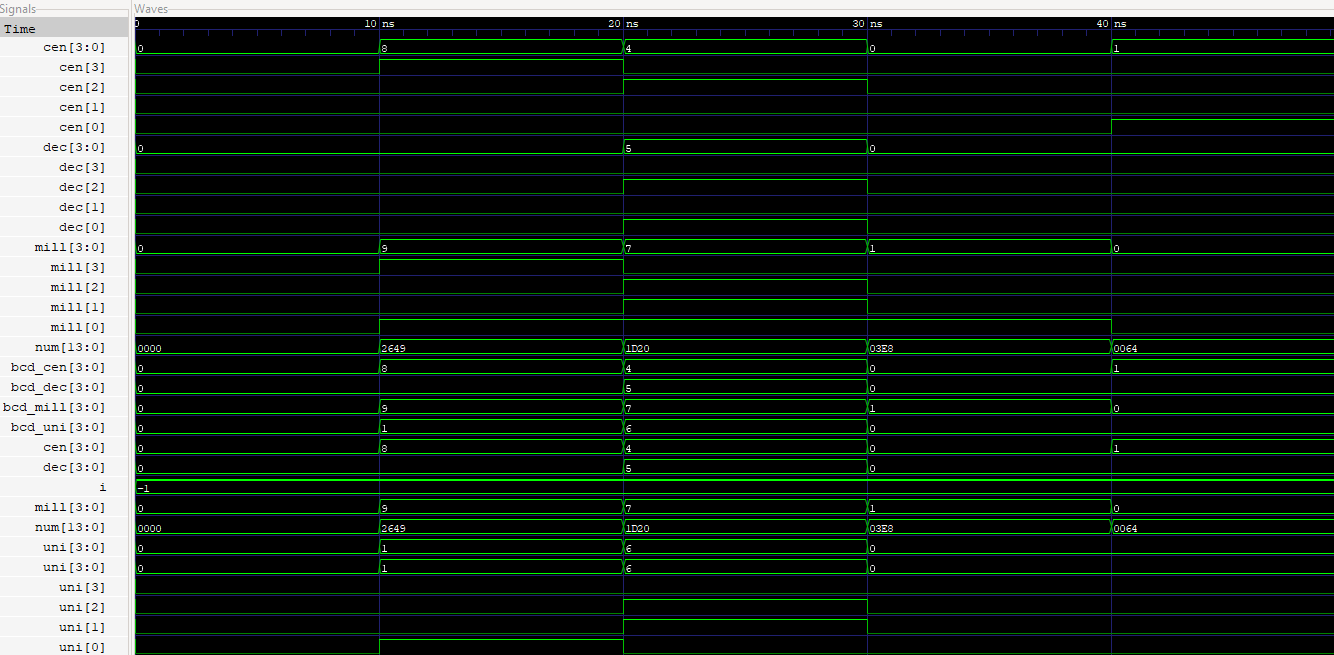 Signals Waves
Time 0 10 ns 20 ns 30 ns 40 ns
cen[3:0] 0 8 4 0 1
cen[3]
cen[2]
cen[1]
cen[0]
dec[3:0] 0 5 0
dec[3]
dec[2]
dec[1]
dec[0]
mill[3:0] 0 9 7 1 0
mill[3]
mill[2]
mill[1]
mill[0]
num[13:0] 0000 2649 1D20 03E8 0064
bcd_cen[3:0] 0 8 4 0 1
bcd_dec[3:0] 0 5 0
bcd_mill[3:0] 0 9 7 1 0
bcd_uni[3:0] 0 1 6 0
cen[3:0] 0 8 4 0 1
dec[3:0] 0 5 0
i -1
mill[3:0] 0 9 7 1 0
num[13:0] 0000 2649 1D20 03E8 0064
uni[3:0] 0 1 6 0
uni[3:0] 0 1 6 0
uni[3]
uni[2]
uni[1]
uni[0]